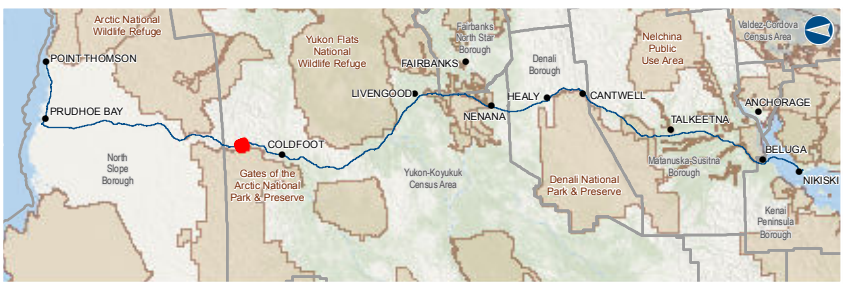 Arctic National
Wildlife Refuge
POINT THOMSON
PRUDHOE BAY
North
Slope
Borough
COLDFOOT
Gates of the
Arctic National
Park & Preserve
Yukon Flats
National
Wildlife Refuge
Fairbanks
North Star
Borough
FAIRBANKS
LIVENGOOD
NENANA
Yukon-Koyukuk
Census Area
Denali
Borough
HEALY
CANTWELL
Denali National
Park & Preserve
Nelchina
Public
Use Area
Valdez-Cordova
Census Area
ANCHORAGE
TALKEETNA
Matanuska-Susitna
Borough
BELUGA
NIKISKI
Kenai
Peninsula
Borough